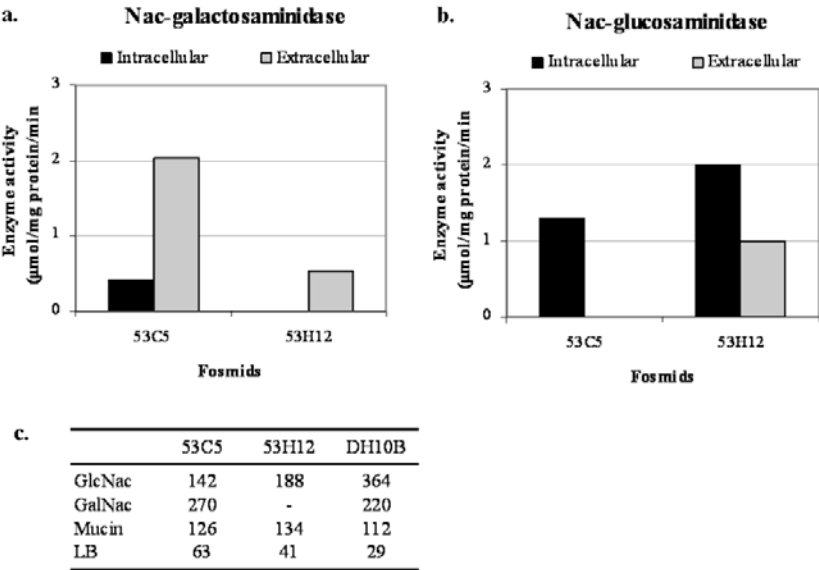 a.
Nac-galactosaminidase
Intracellular Extracellular
Enzyme activity
(µmol/mg protein/min
3
2
1
0
53C5 53H12
Fosmids
b.
Nac-glucosaminidase
Intracellular Extracellular
Enzyme activity
(µmol/mg protein/min
3
2
1
0
53C5 53H12
Fosmids
c.
53C5 53H12 DH10B
GlcNac 142 188 364
GalNac 270 - 220
Mucin 126 134 112
LB 63 41 29